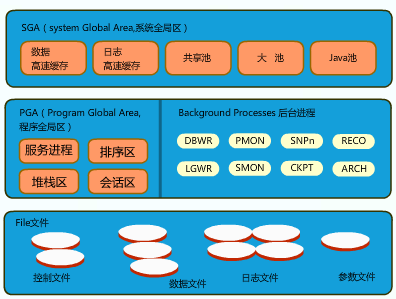 SGA（system Global Area,系统全局区）
数据
高速缓存
日志
高速缓存
共享池
大 池
Java池
PGA（Program Global Area,
程序全局区）
服务进程
排序区
堆栈区
会话区
Background Processes 后台进程
DBWR
PMON
SNPn
RECO
LGWR
SMON
CKPT
ARCH
File文件
控制文件
数据文件
日志文件
参数文件